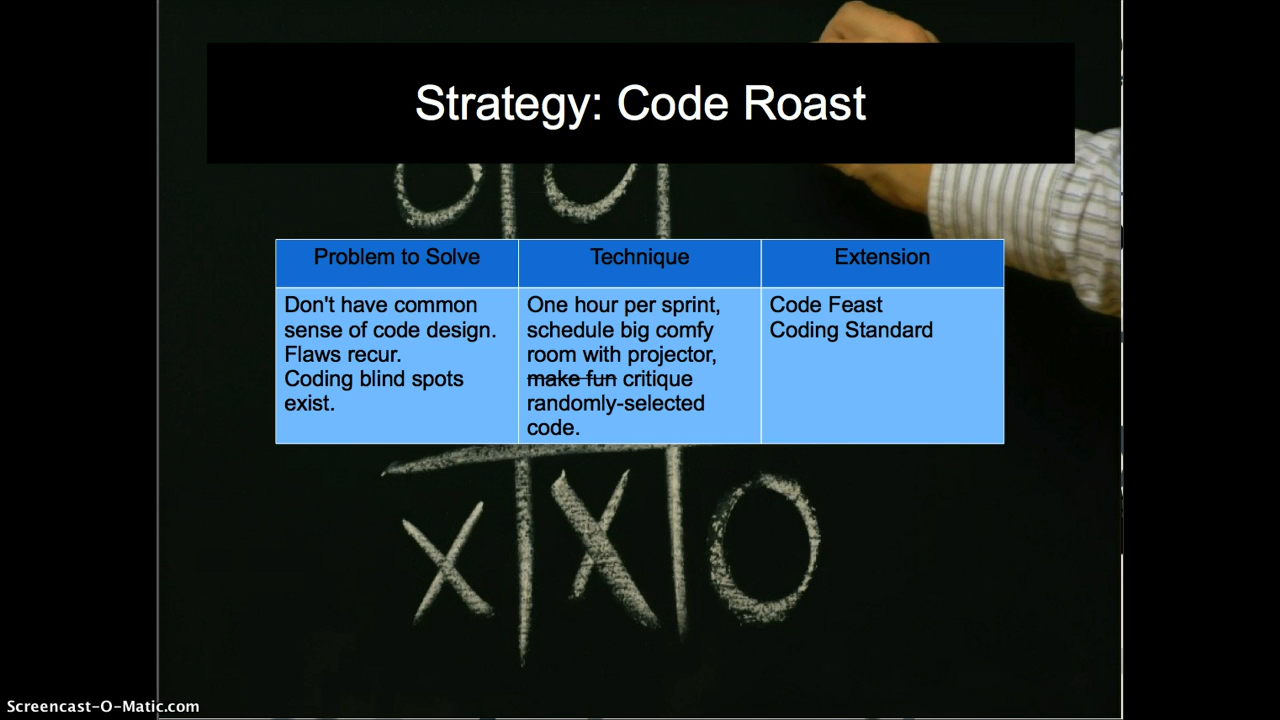 Strategy: Code Roast
Problem to Solve
Technique
Extension
Don't have common
sense of code design.
Flaws recur.
Coding blind spots
exist.
One hour per sprint,
schedule big comfy
room with projector,
make fun critique
randomly-selected
code.
Code Feast
Coding Standard
X X O
Screencast-O-Matic.com